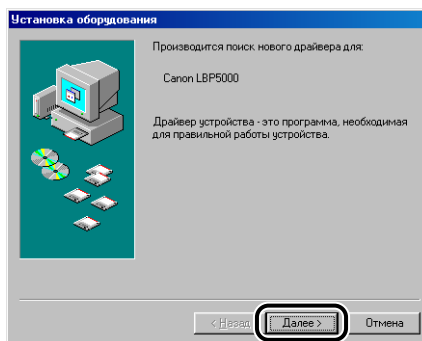 Установка оборудования
Производится поиск нового драйвера для:
Canon LBP5000
Драйвер устройства - это программа, необходимая
для правильной работы устройства.
< Назад
Далее >
Отмена